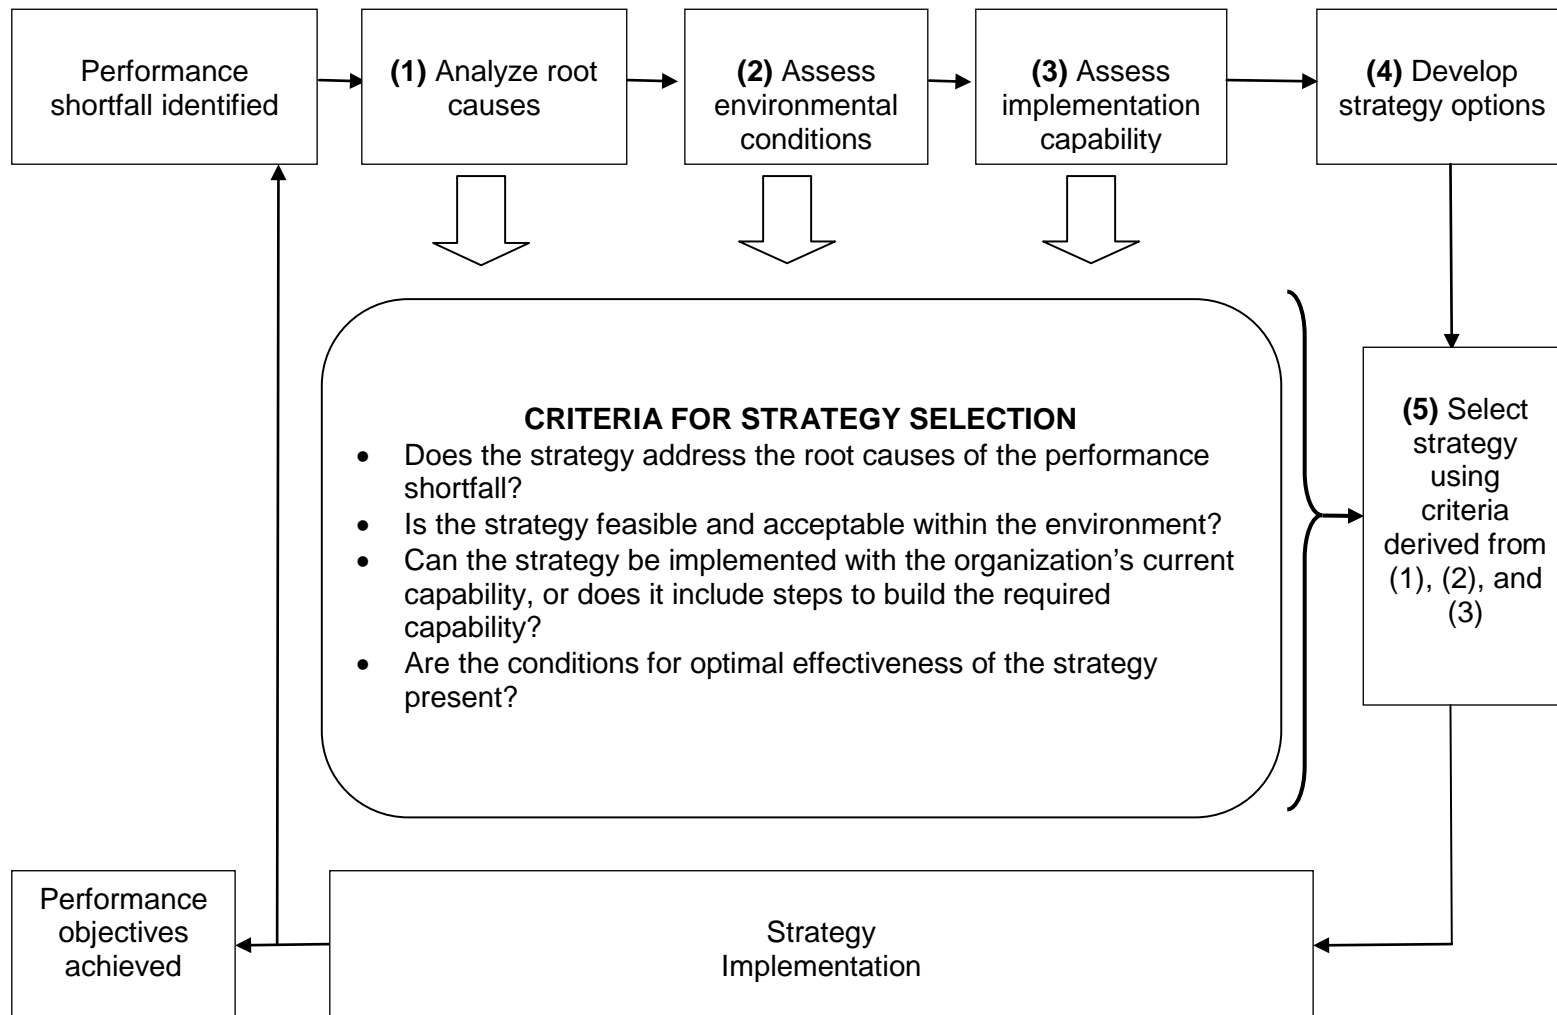 Performance
shortfall identified
(1) Analyze root
causes
(2) Assess
environmental
conditions
(3) Assess
implementation
capability
(4) Develop
strategy options
CRITERIA FOR STRATEGY SELECTION
• Does the strategy address the root causes of the performance
shortfall?
• Is the strategy feasible and acceptable within the environment?
• Can the strategy be implemented with the organization’s current
capability, or does it include steps to build the required
capability?
• Are the conditions for optimal effectiveness of the strategy
present?
(5) Select
strategy
using
criteria
derived from
(1), (2), and
(3)
Performance
objectives
achieved
Strategy
Implementation